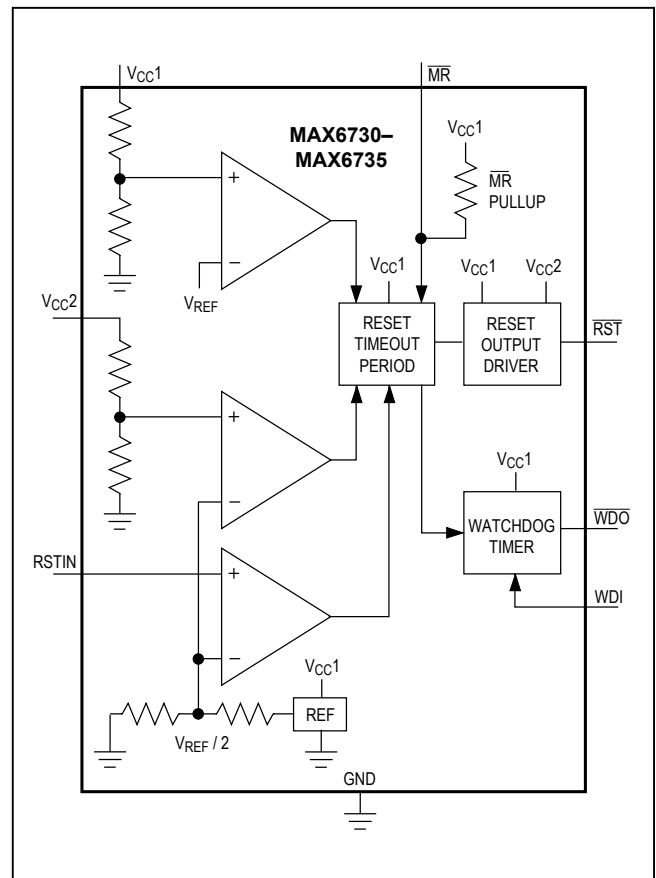 VCC1
MR
MAX6730–
MAX6735
VCC1
MR
PULLUP
+
−
VREF
VCC1
VCC1
VCC2
VCC2
RESET
TIMEOUT
PERIOD
RESET
OUTPUT
DRIVER
RST
+
−
VCC1
WATCHDOG
TIMER
WDO
RSTIN
+
−
WDI
VCC1
REF
VREF / 2
GND